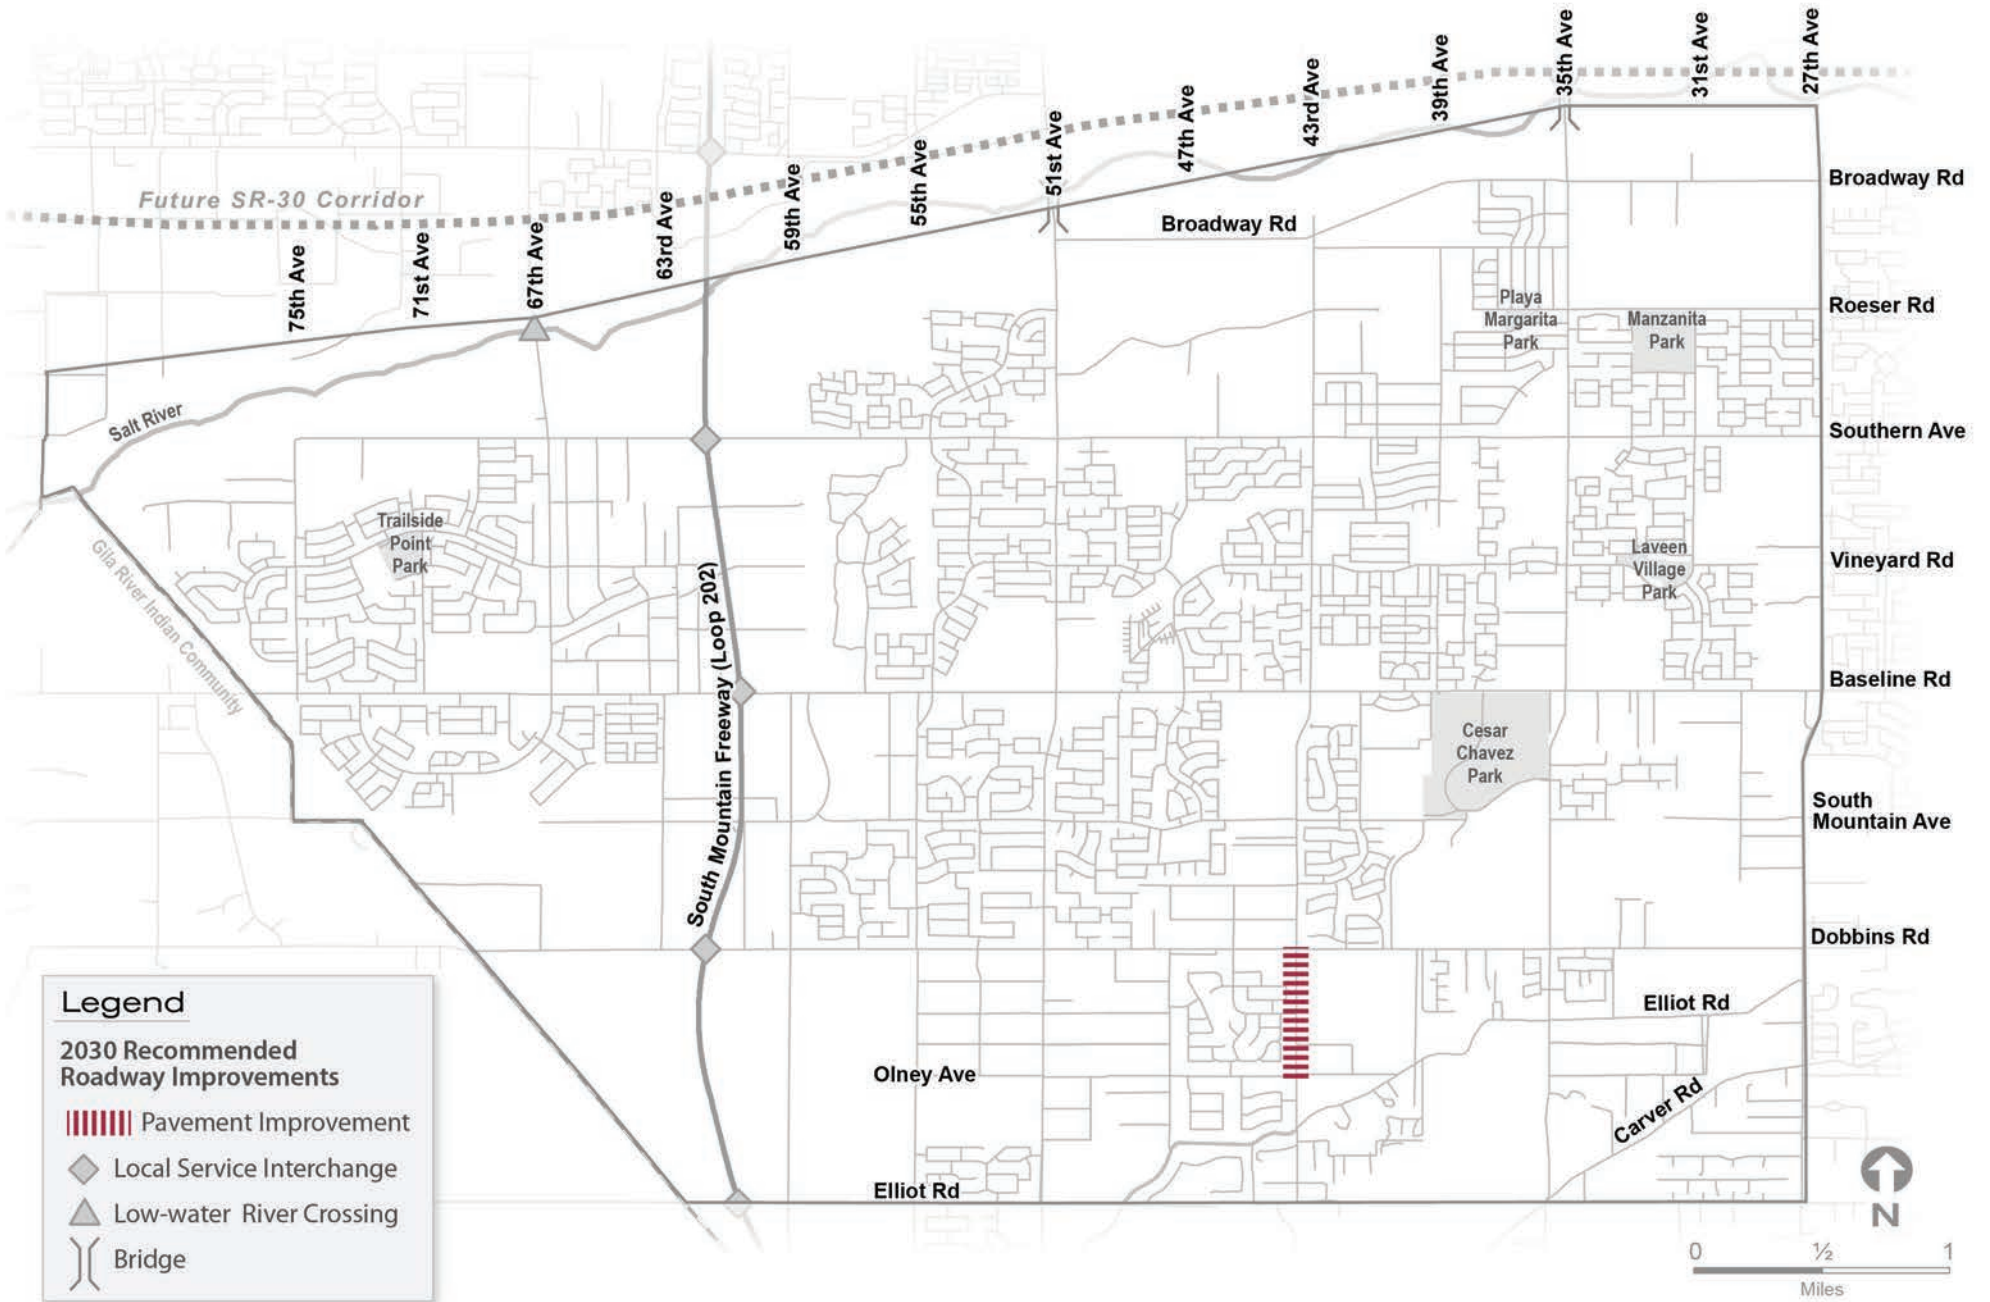 27th Ave
31st Ave
35th Ave
39th Ave
43rd Ave
47th Ave
51st Ave
55th Ave
59th Ave
63rd Ave
67th Ave
71st Ave
75th Ave
Future SR-30 Corridor
Broadway Rd
Broadway Rd
Roeser Rd
Playa
Margarita
Park
Manzanita
Park
Salt River
Southern Ave
Trailside
Point
Park
Gila River Indian Community
South Mountain Freeway (Loop 202)
Laveen
Village
Park
Vineyard Rd
Baseline Rd
Cesar
Chavez
Park
South
Mountain Ave
Dobbins Rd
Elliot Rd
Olney Ave
Carver Rd
Elliot Rd
Legend
2030 Recommended
Roadway Improvements
Pavement Improvement
Local Service Interchange
Low-water River Crossing
Bridge
N
0 ½ 1
Miles